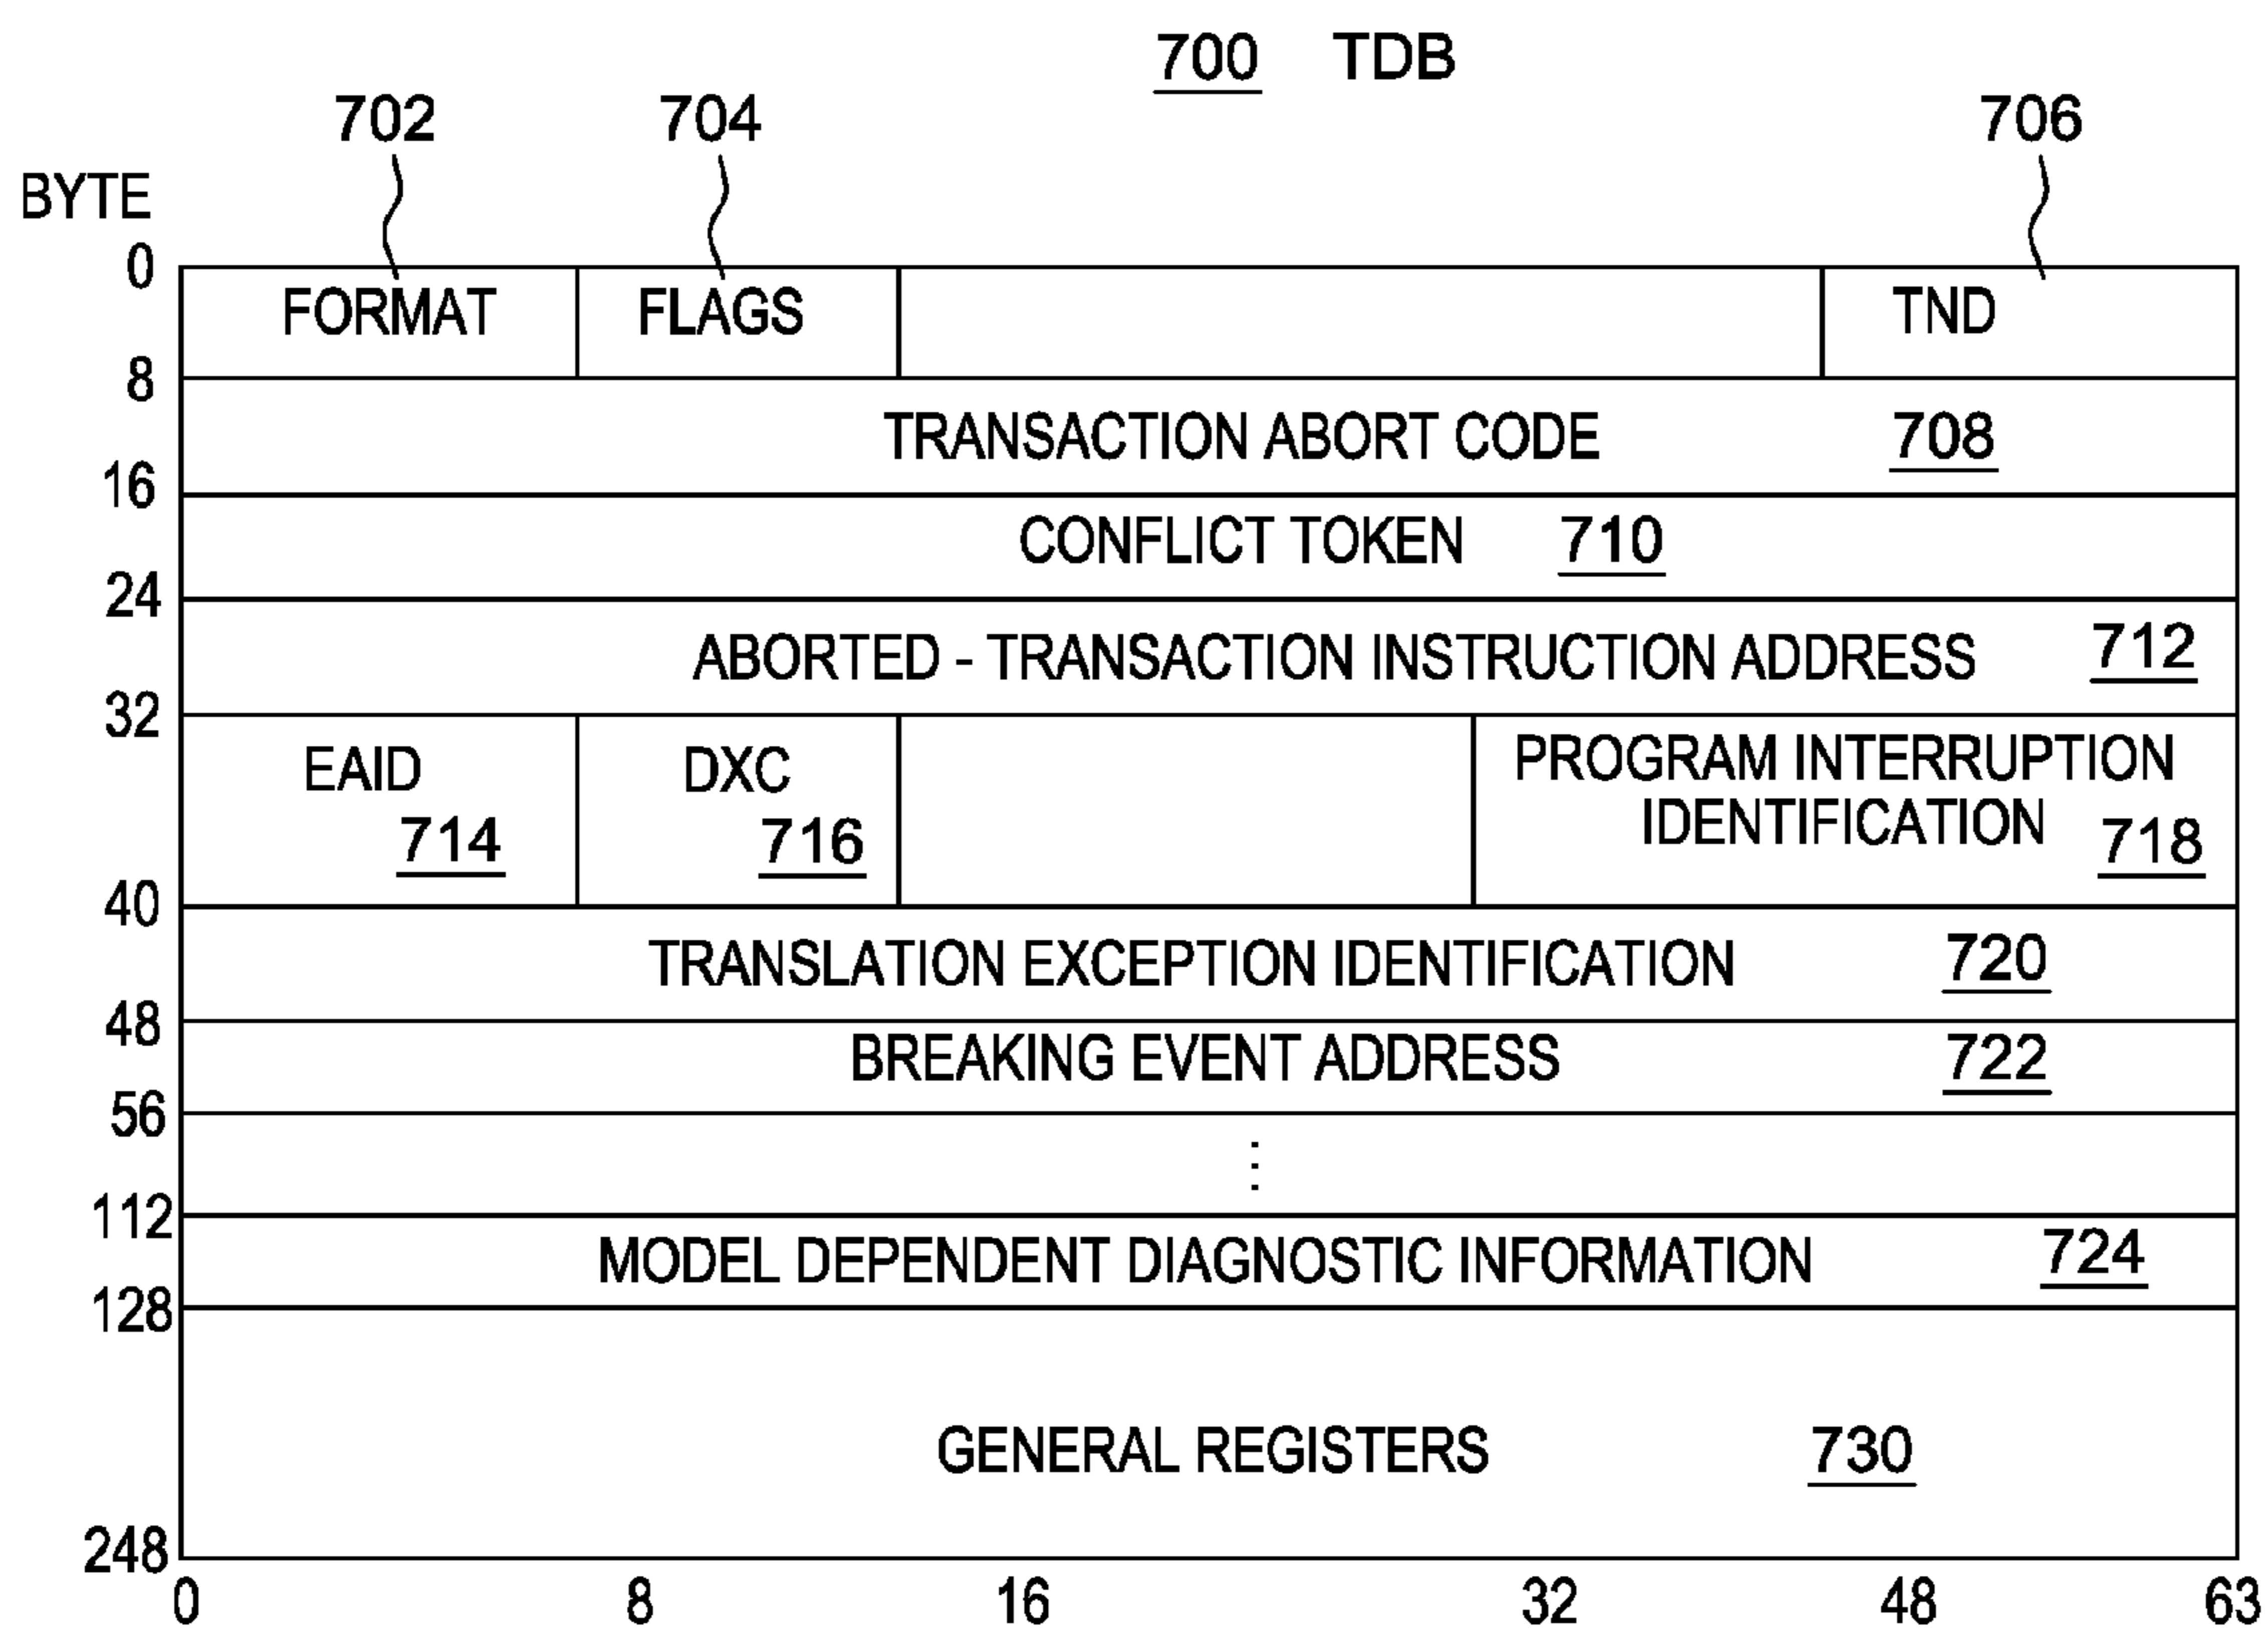 700 TDB
702 704 706
BYTE
0
FORMAT FLAGS TND
8
TRANSACTION ABORT CODE 708
16
CONFLICT TOKEN 710
24
ABORTED - TRANSACTION INSTRUCTION ADDRESS 712
32
EAID 714
DXC 716
PROGRAM INTERRUPTION
IDENTIFICATION
718
40
TRANSLATION EXCEPTION IDENTIFICATION 720
48
BREAKING EVENT ADDRESS 722
56
112
MODEL DEPENDENT DIAGNOSTIC INFORMATION 724
128
GENERAL REGISTERS 730
248
0 8 16 32 48 63